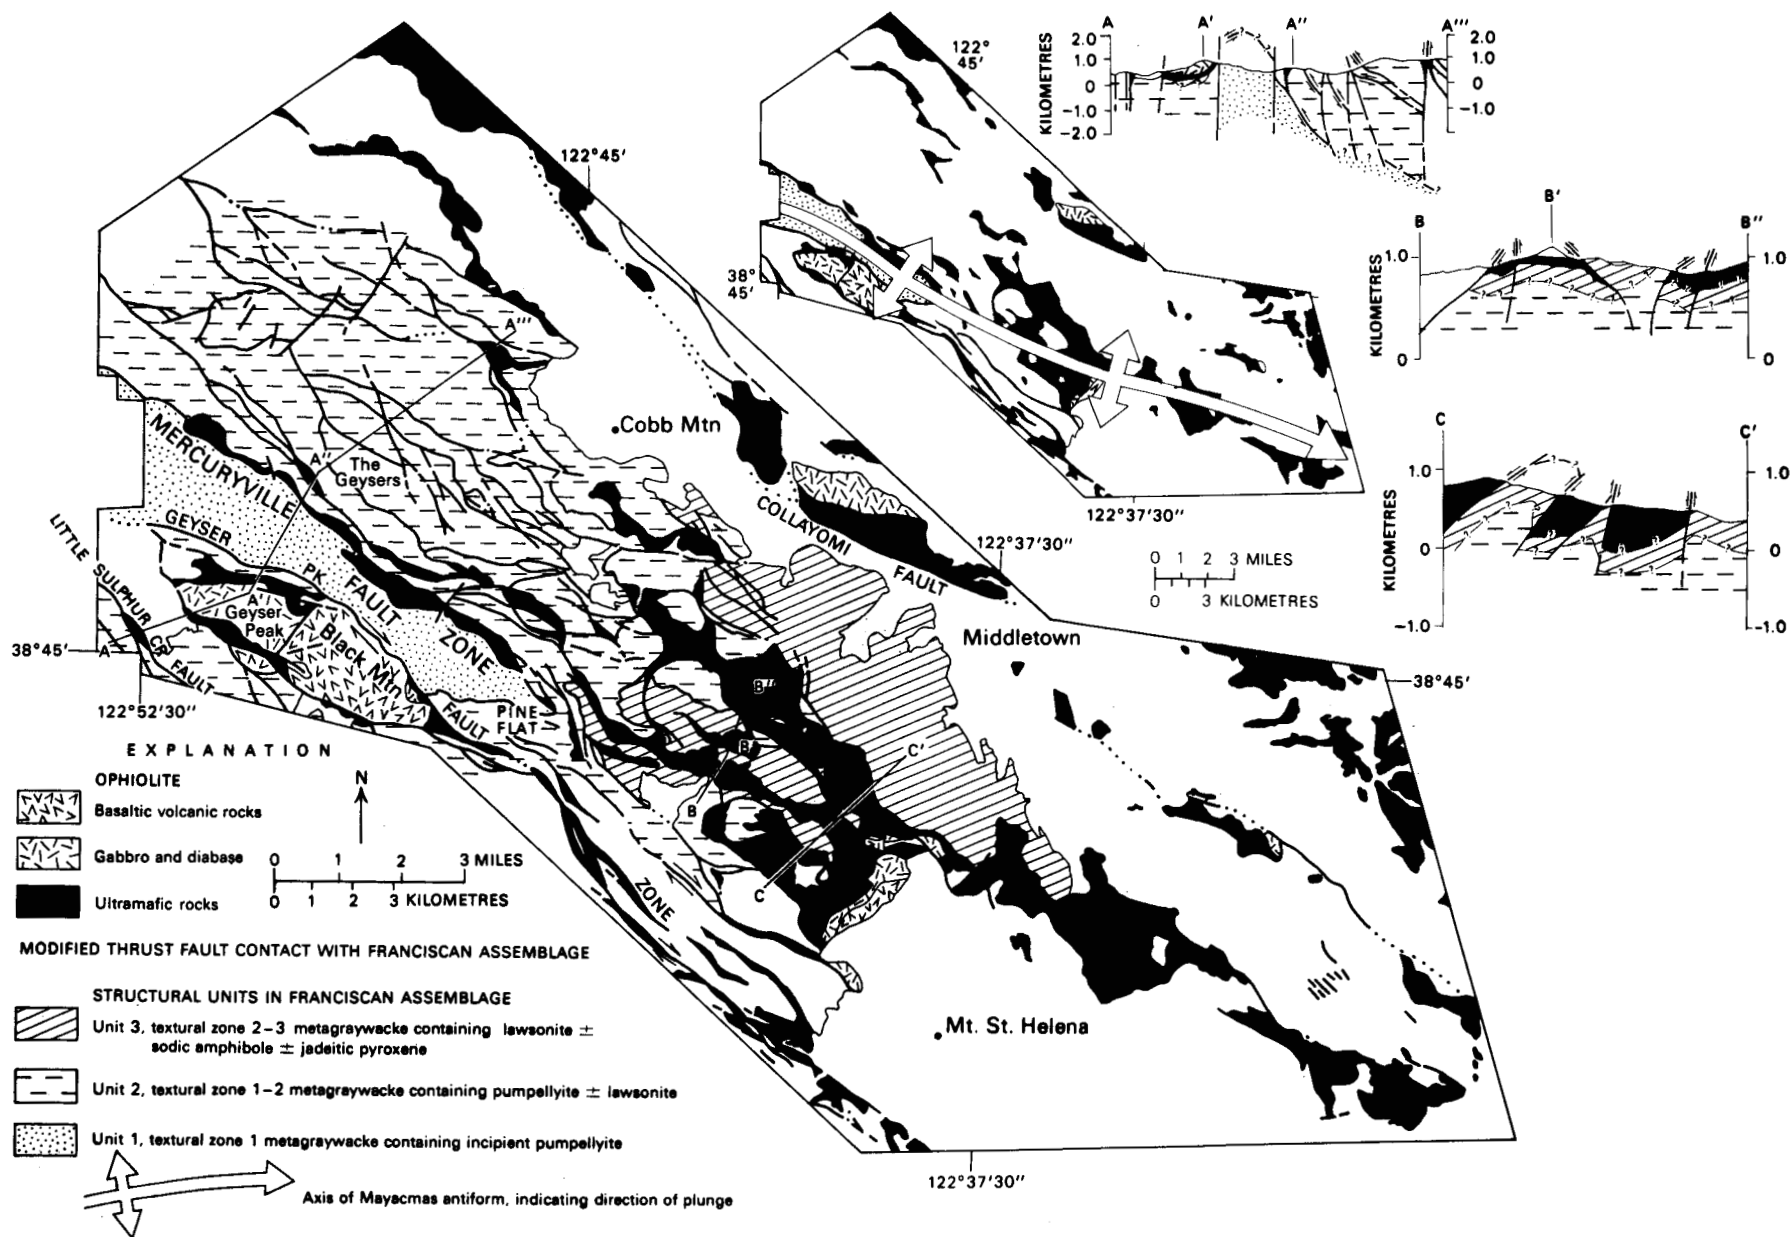 122°45'
Cobb Mtn
A'''
MERCURYVILLE
FAULT
ZONE
A''
The
Geysers
GEYSER
PK
FAULT
ZONE
LITTLE SULPHUR CR FAULT
A'
Geyser
Peak
Black Mtn
A
38°45'
122°52'30"
PINE
FLAT
COLLAYOMI
FAULT
122°37'30"
Middletown
38°45'
B''
B'
B
C'
C
Mt. St. Helena
122°37'30"
122°
45'
38°
45'
122°37'30"
0 1 2 3 MILES
0 3 KILOMETRES
A A' A'' A'''
KILOMETRES
2.0
1.0
0
-1.0
-2.0
2.0
1.0
0
-1.0
B B' B''
KILOMETRES
1.0
0
1.0
0
C C'
KILOMETRES
1.0
0
-1.0
1.0
0
-1.0
EXPLANATION
OPHIOLITE
Basaltic volcanic rocks
Gabbro and diabase
Ultramafic rocks
N
0 1 2 3 MILES
0 1 2 3 KILOMETRES
MODIFIED THRUST FAULT CONTACT WITH FRANCISCAN ASSEMBLAGE
STRUCTURAL UNITS IN FRANCISCAN ASSEMBLAGE
Unit 3, textural zone 2-3 metagraywacke containing lawsonite ±
sodic amphibole ± jadeitic pyroxene
Unit 2, textural zone 1-2 metagraywacke containing pumpellyite ± lawsonite
Unit 1, textural zone 1 metagraywacke containing incipient pumpellyite
Axis of Mayacmas antiform, indicating direction of plunge